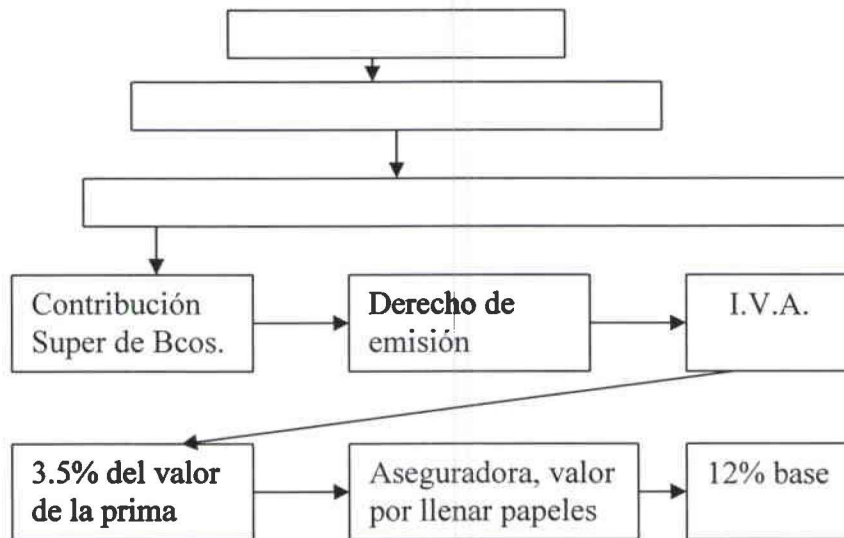 Contribución
Super de Bcos.
Derecho de
emisión
I.V.A.
3.5% del valor
de la prima
Aseguradora, valor
por llenar papeles
12% base